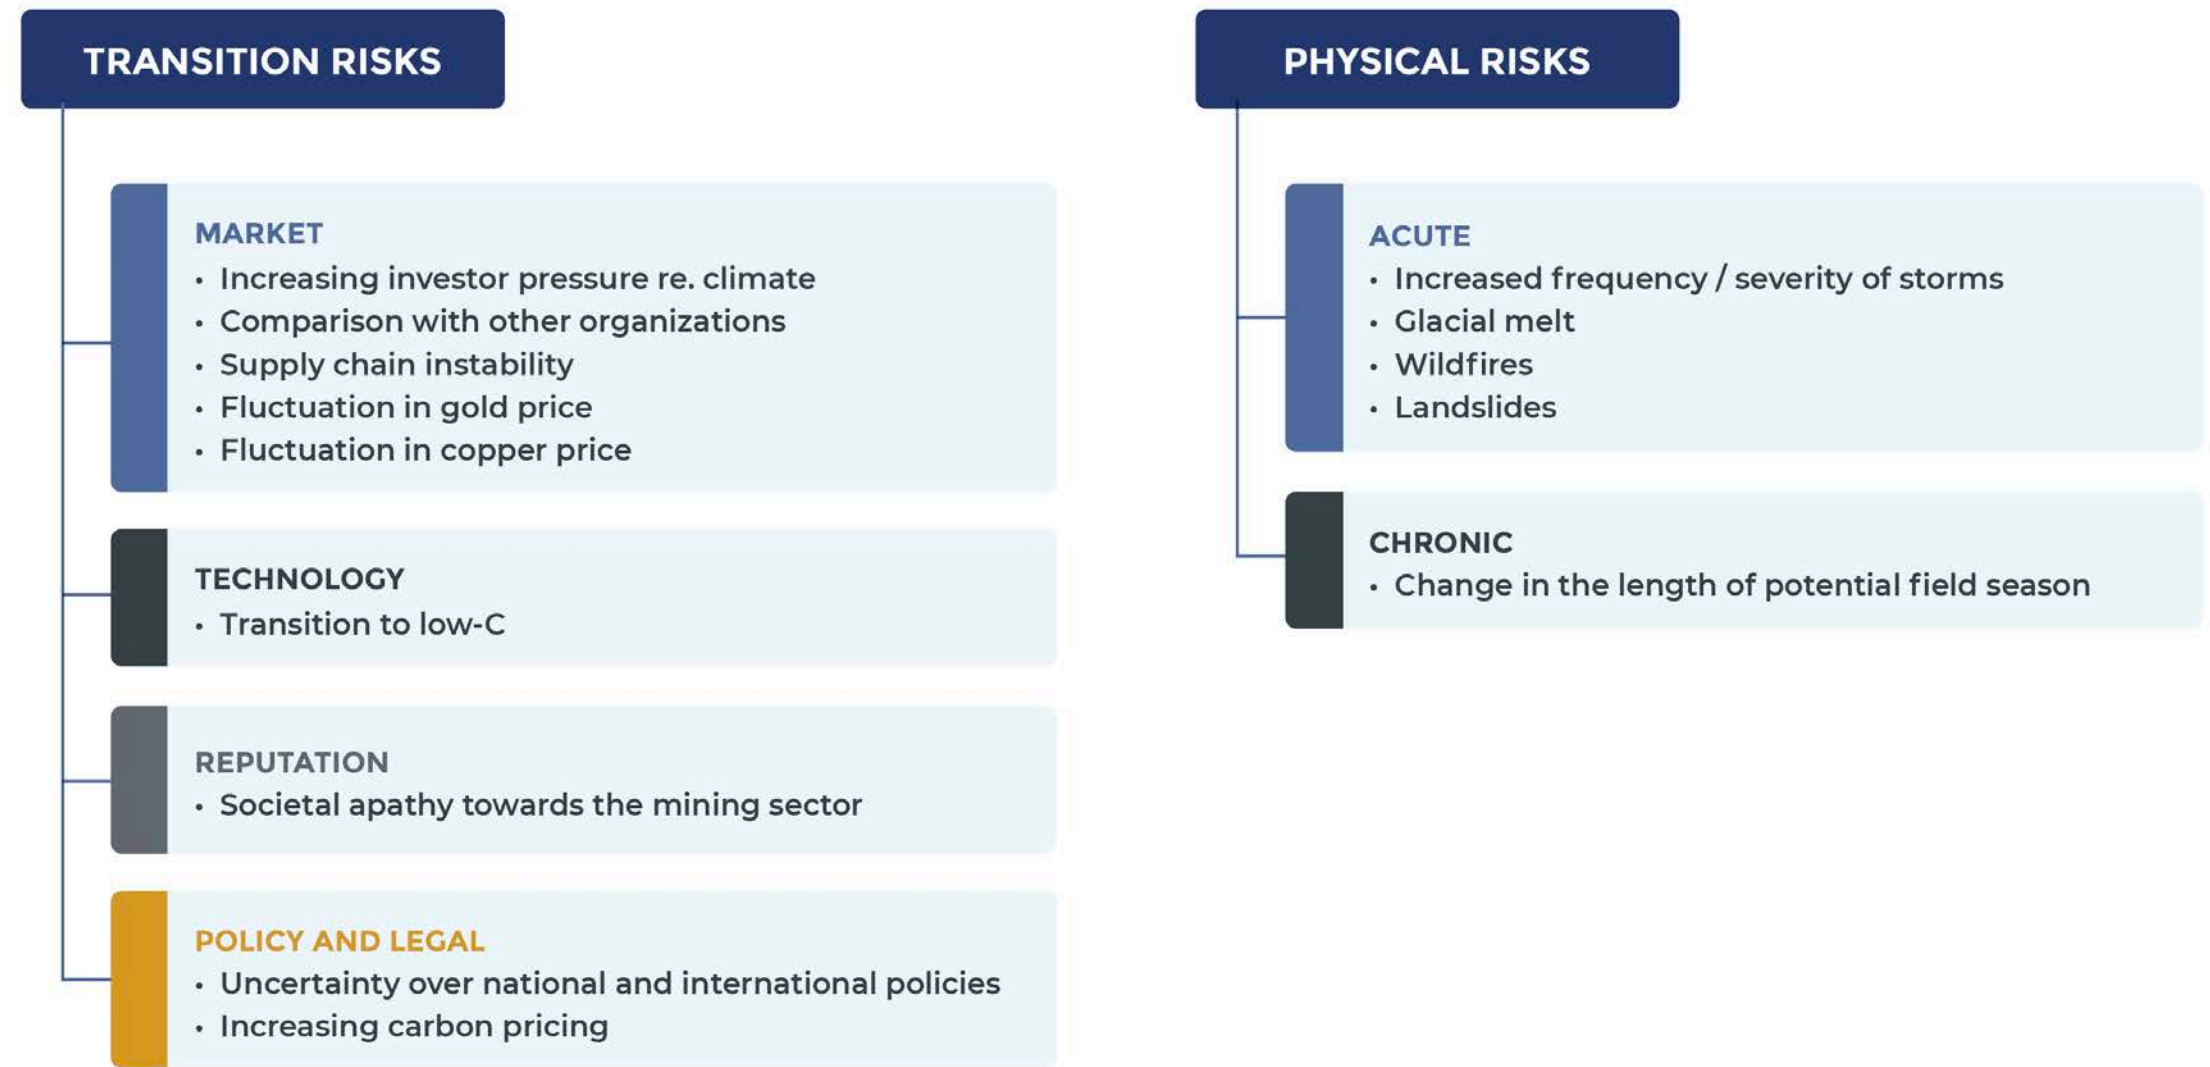 TRANSITION RISKS
MARKET
• Increasing investor pressure re. climate
• Comparison with other organizations
• Supply chain instability
• Fluctuation in gold price
• Fluctuation in copper price
TECHNOLOGY
• Transition to low-C
REPUTATION
• Societal apathy towards the mining sector
POLICY AND LEGAL
• Uncertainty over national and international policies
• Increasing carbon pricing
PHYSICAL RISKS
ACUTE
• Increased frequency / severity of storms
• Glacial melt
• Wildfires
• Landslides
CHRONIC
• Change in the length of potential field season